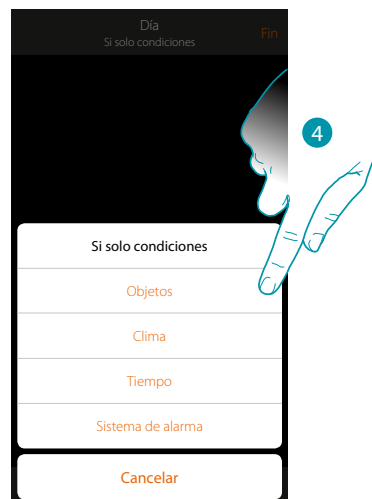 Día
Si solo condiciones
Fin
4
Si solo condiciones
Objetos
Clima
Tiempo
Sistema de alarma
Cancelar